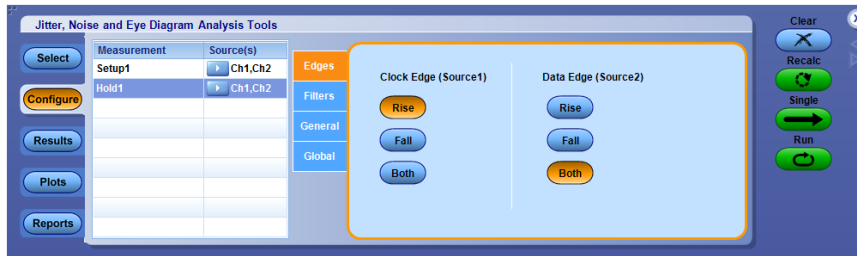 Jitter, Noise and Eye Diagram Analysis Tools
Clear
Select
Measurement Source(s)
Setup1 Ch1,Ch2
Hold1 Ch1,Ch2
Edges
Filters
General
Global
Clock Edge (Source1)
Rise
Fall
Both
Data Edge (Source2)
Rise
Fall
Both
Configure
Results
Plots
Reports
Recalc
Single
Run